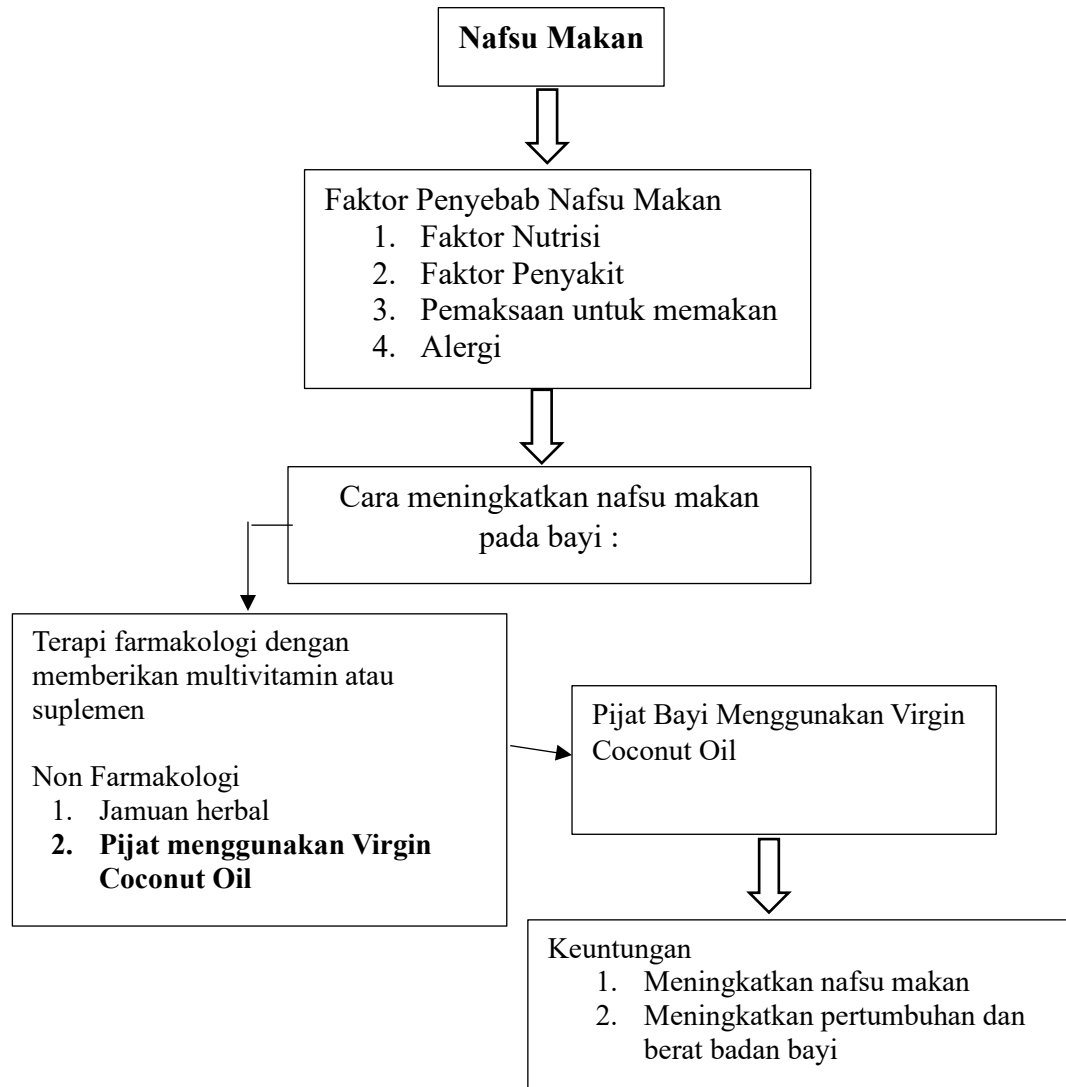 Nafsu Makan
Faktor Penyebab Nafsu Makan
1. Faktor Nutrisi
2. Faktor Penyakit
3. Pemaksaan untuk memakan
4. Alergi
Cara meningkatkan nafsu makan
pada bayi :
Terapi farmakologi dengan
memberikan multivitamin atau
suplemen
Non Farmakologi
1. Jamuan herbal
2. Pijat menggunakan Virgin
Coconut Oil
Pijat Bayi Menggunakan Virgin
Coconut Oil
Keuntungan
1. Meningkatkan nafsu makan
2. Meningkatkan pertumbuhan dan
berat badan bayi